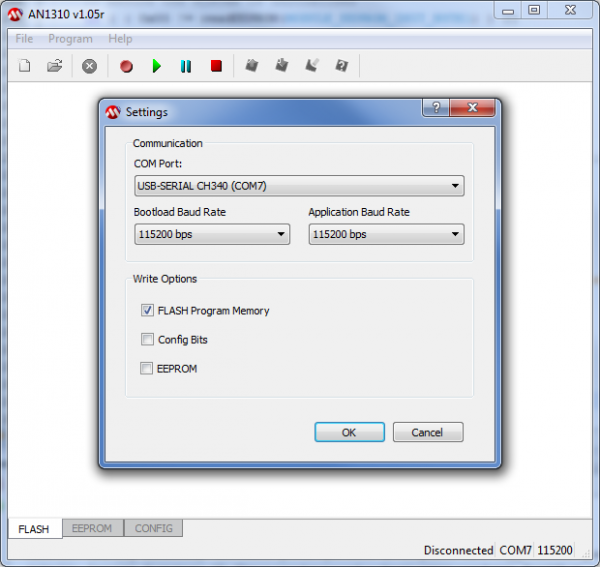 AN1310 v1.05r
File Program Help
Settings
Communication
COM Port:
USB-SERIAL CH340 (COM7)
Bootload Baud Rate Application Baud Rate
115200 bps 115200 bps
Write Options
FLASH Program Memory
Config Bits
EEPROM
OK Cancel
FLASH EEPROM CONFIG
Disconnected COM7 115200